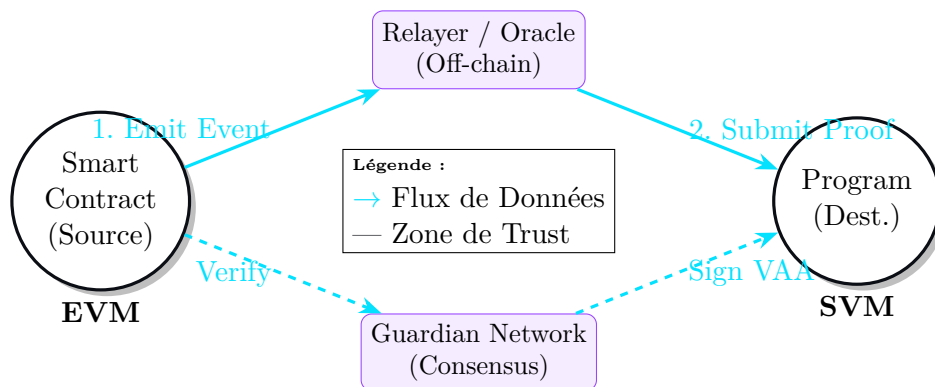 Relayer / Oracle
(Off-chain)
1. Emit Event
2. Submit Proof
Smart
Contract
(Source)
Légende :
→ Flux de Données
— Zone de Trust
Program
(Dest.)
Verify
Sign VAA
EVM
SVM
Guardian Network
(Consensus)